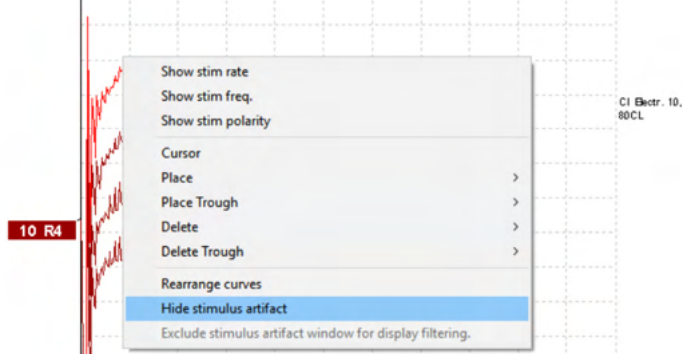 Show stim rate
Show stim freq.
Show stim polarity
Cursor
Place
Place Trough
Delete
Delete Trough
Rearrange curves
Hide stimulus artifact
Exclude stimulus artifact window for display filtering.
10 R4
CI Electr. 10,
80CL